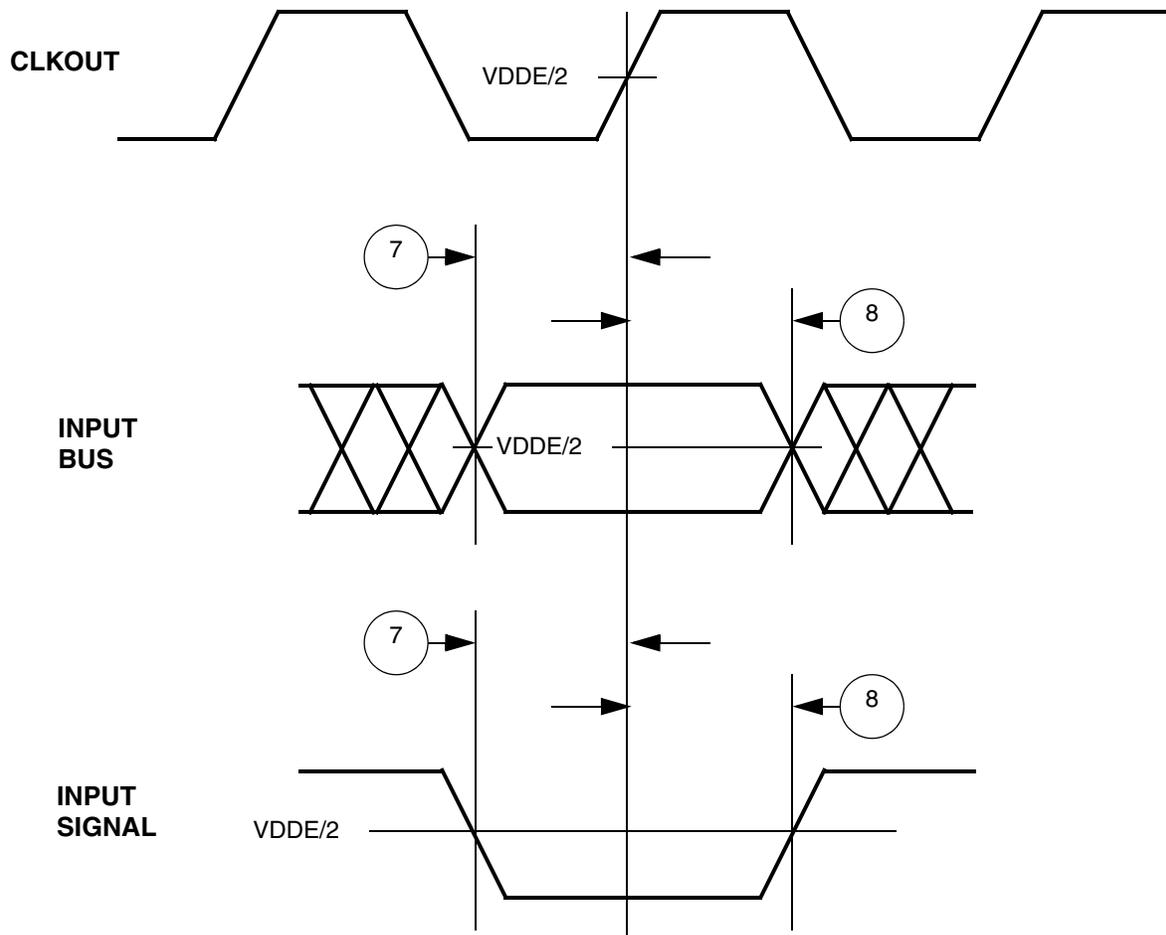 CLKOUT
VDDE/2
7
8
INPUT
BUS
VDDE/2
7
8
INPUT
SIGNAL
VDDE/2